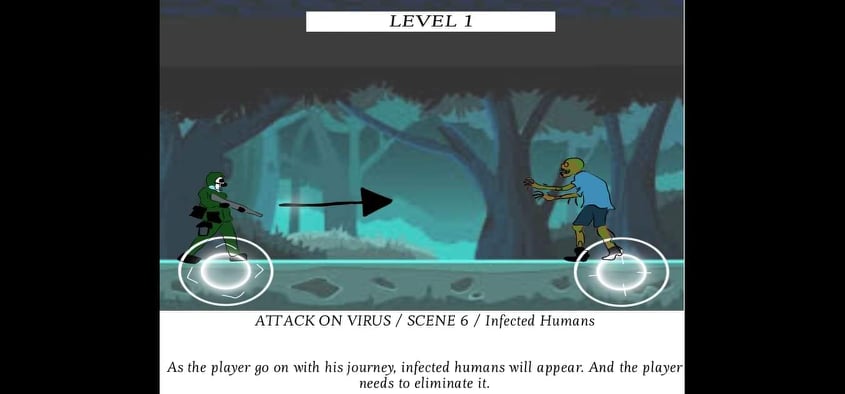 LEVEL 1
ATTACK ON VIRUS / SCENE 6 / Infected Humans
As the player go on with his journey, infected humans will appear. And the player
needs to eliminate it.